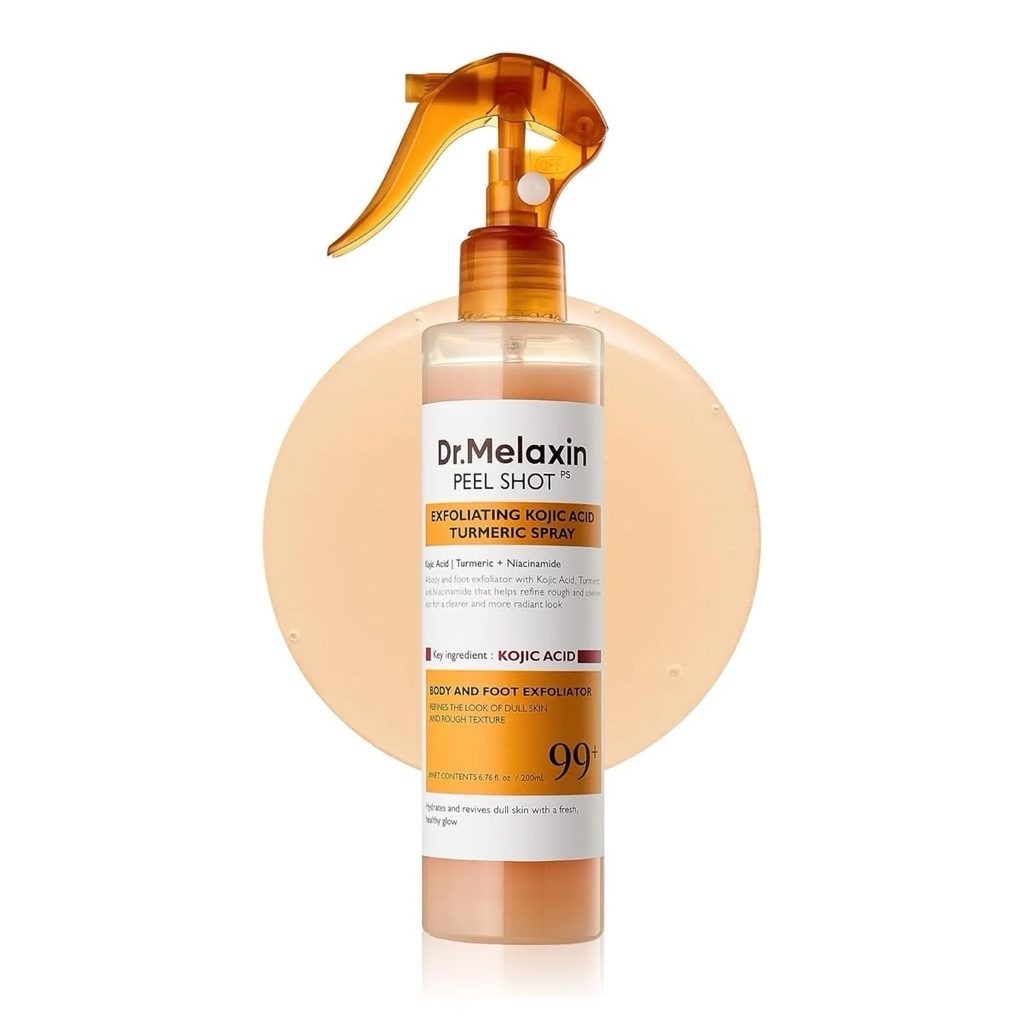 OFF
Dr.Melaxin
PEEL SHOT PS
EXFOLIATING KOJIC ACID
TURMERIC SPRAY
Kojic Acid | Turmeric + Niacinamide
A body and foot exfoliator with Kojic Acid, Turmeric
and Niacinamide that helps refine rough and uneven
skin for a clearer and more radiant look
Key ingredient : KOJIC ACID
BODY AND FOOT EXFOLIATOR
REFINES THE LOOK OF DULL SKIN
AND ROUGH TEXTURE
99+
NET CONTENTS 6.76 fl. oz. / 200mL
Hydrates and revives dull skin with a fresh,
healthy glow